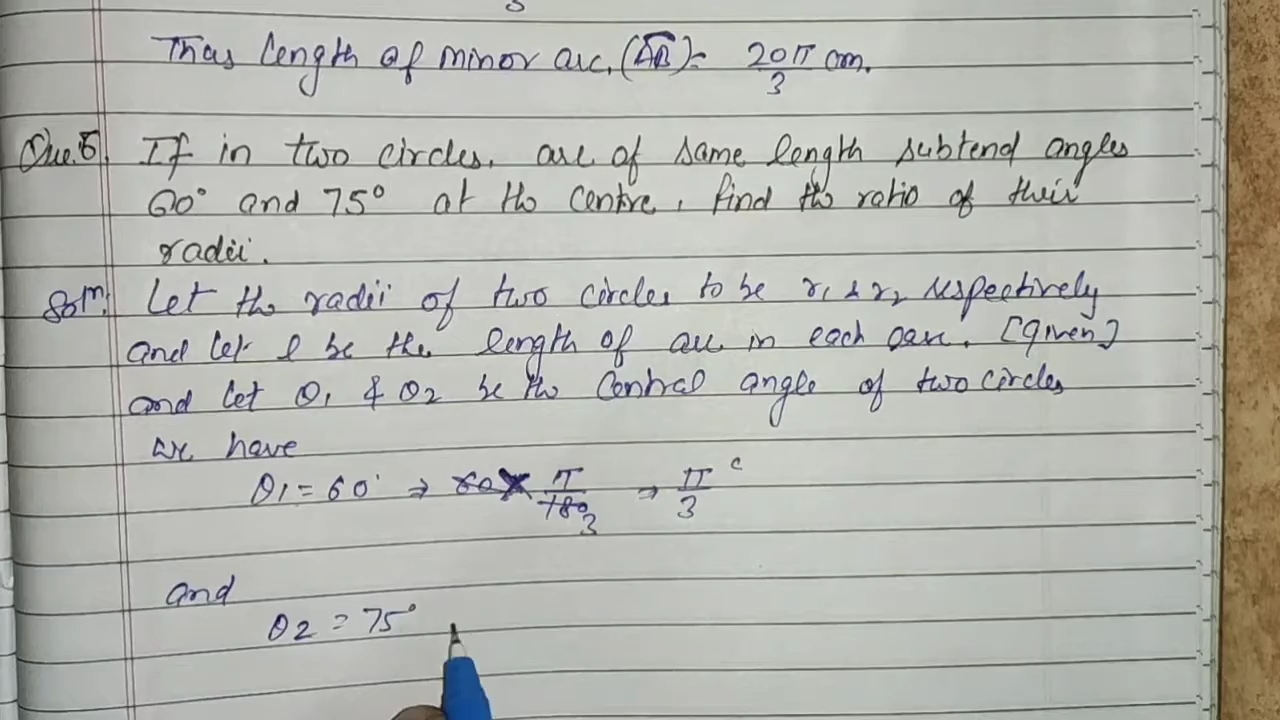 Thus length of minor arc, (AB) = 20π/3 cm.
Que.6 If in two circles, arc of same length subtend angles
60° and 75° at the centre, find the ratio of their
radii.
Solⁿ: Let the radii of two circles to be r₁ & r₂ respectively
and let l be the length of arc in each case. [given]
and let θ₁ & θ₂ be the Central angle of two circles
we have
θ₁ = 60° ⇒ 60 × π/180 3 ⇒ π/3 ᶜ
and
θ₂ = 75°